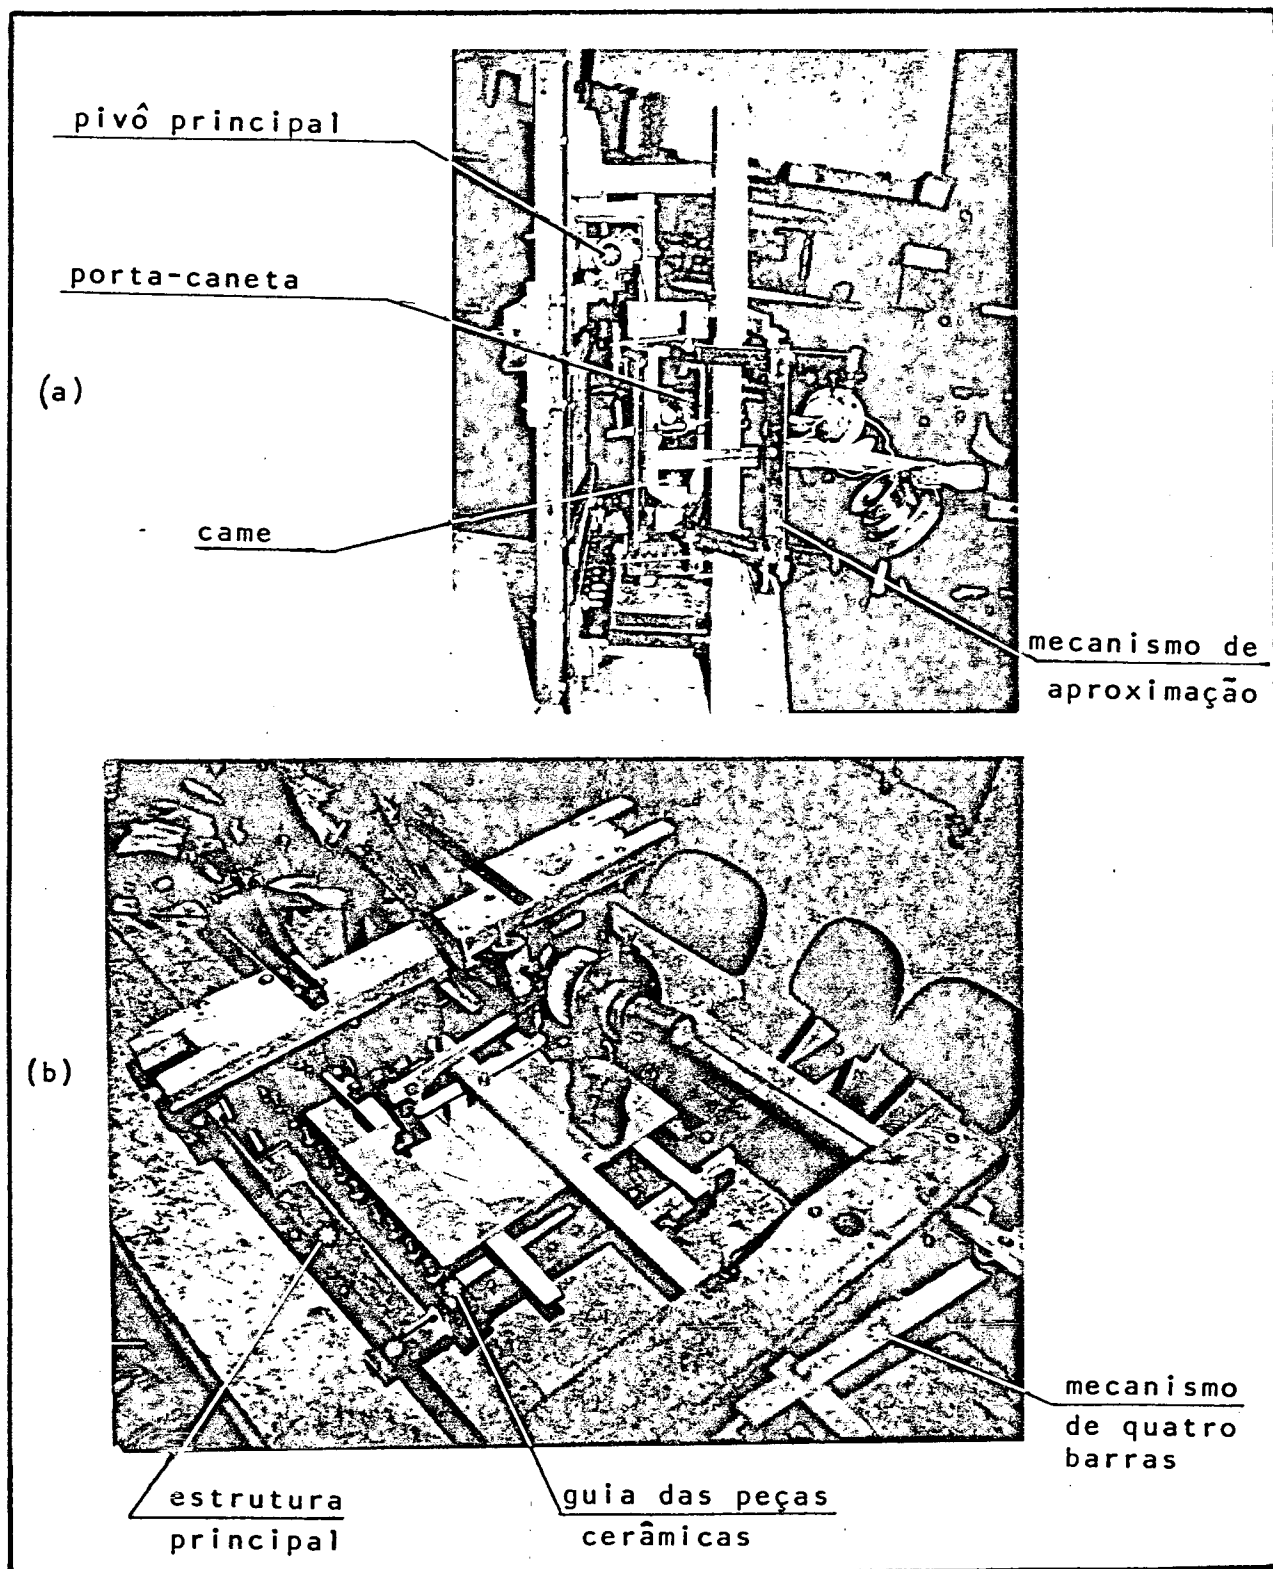 pivô principal
porta-caneta
(a)
came
mecanismo de
aproximação
(b)
mecanismo
de quatro
barras
estrutura
principal
guia das peças
cerâmicas